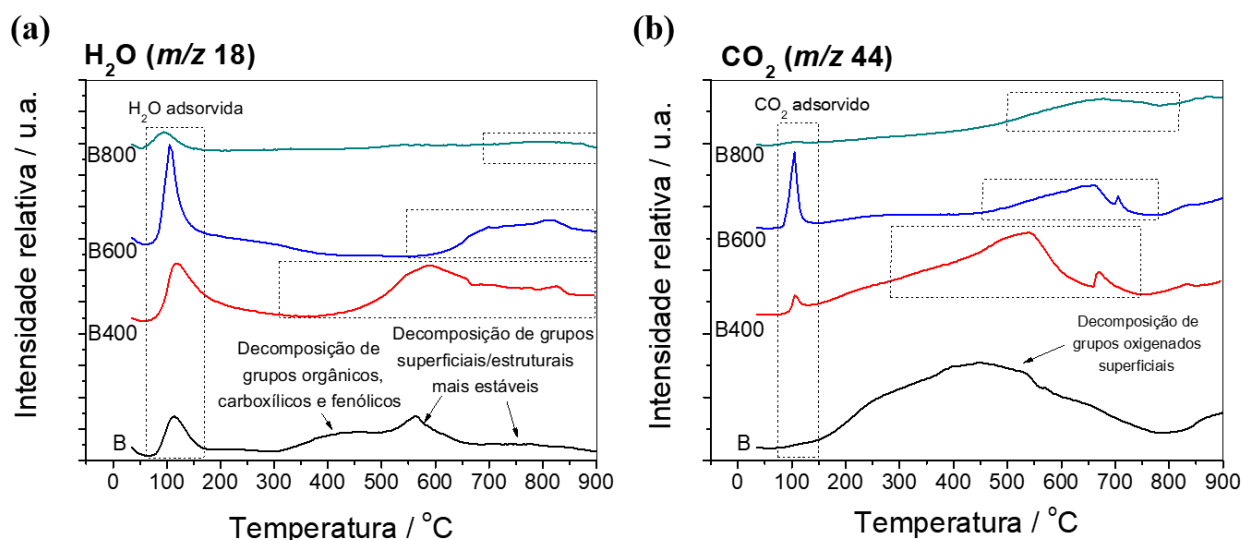 (a)
H₂O (m/z 18)
H₂O adsorvida
B800
B600
B400
B
Decomposição de
grupos orgânicos,
carboxílicos e fenólicos
Decomposição de grupos
superficiais/estruturais
mais estáveis
Intensidade relativa / u.a.
0 100 200 300 400 500 600 700 800 900
Temperatura / °C
(b)
CO₂ (m/z 44)
CO₂ adsorvido
B800
B600
B400
B
Decomposição de
grupos oxigenados
superficiais
Intensidade relativa / u.a.
0 100 200 300 400 500 600 700 800 900
Temperatura / °C